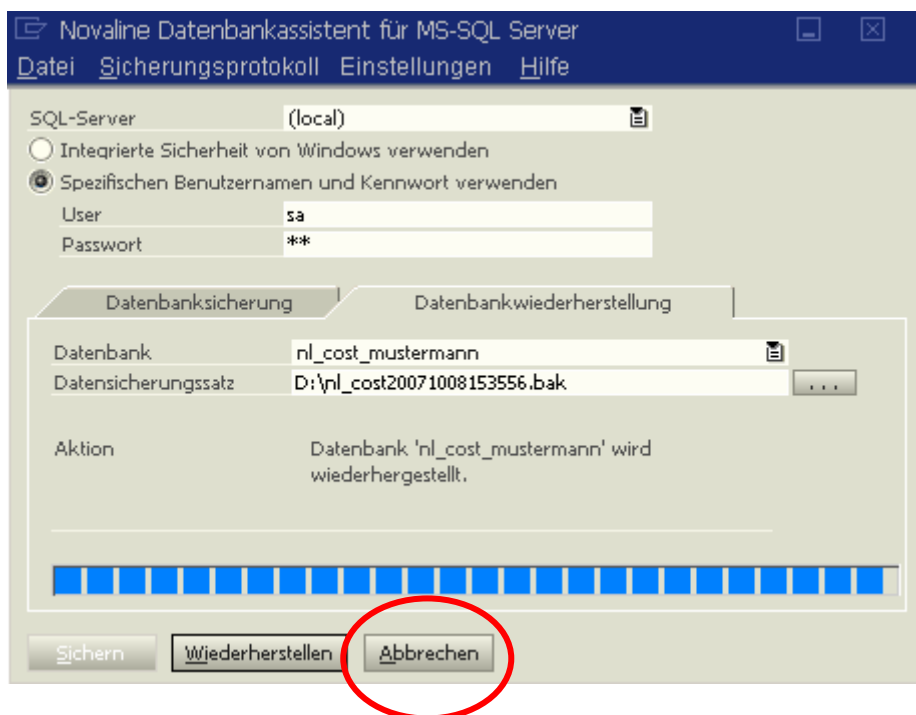 Novaline Datenbankassistent für MS-SQL Server
Datei Sicherungsprotokoll Einstellungen Hilfe
SQL-Server (local)
Integrierte Sicherheit von Windows verwenden
Spezifischen Benutzernamen und Kennwort verwenden
User sa
Passwort **
Datenbanksicherung Datenbankwiederherstellung
Datenbank nl_cost_mustermann
Datensicherungssatz D:\nl_cost20071008153556.bak ...
Aktion Datenbank 'nl_cost_mustermann' wird
wiederhergestellt.
Sichern Wiederherstellen Abbrechen